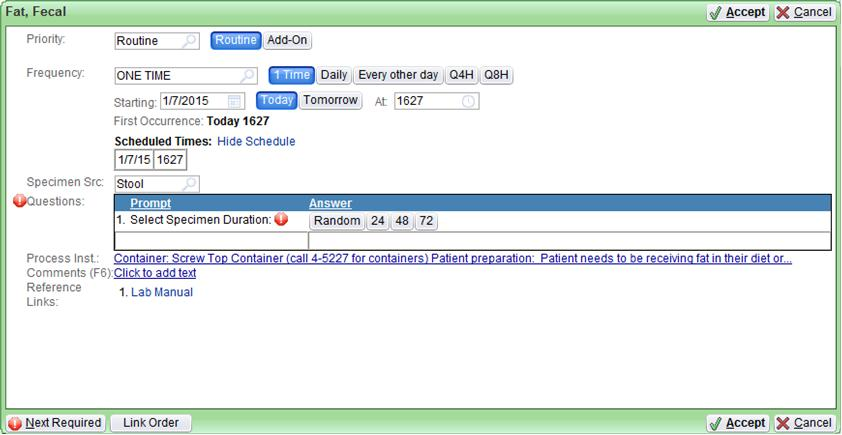 Fat, Fecal Accept Cancel
Priority: Routine Routine Add-On
Frequency: ONE TIME 1 Time Daily Every other day Q4H Q8H
Starting: 1/7/2015 Today Tomorrow At: 1627
First Occurrence: Today 1627
Scheduled Times: Hide Schedule
1/7/15 1627
Specimen Src: Stool
Questions: Prompt Answer
1. Select Specimen Duration: Random 24 48 72
Process Inst.: Container: Screw Top Container (call 4-5227 for containers) Patient preparation: Patient needs to be receiving fat in their diet or...
Comments (F6): Click to add text
Reference Links: 1. Lab Manual
Next Required Link Order Accept Cancel